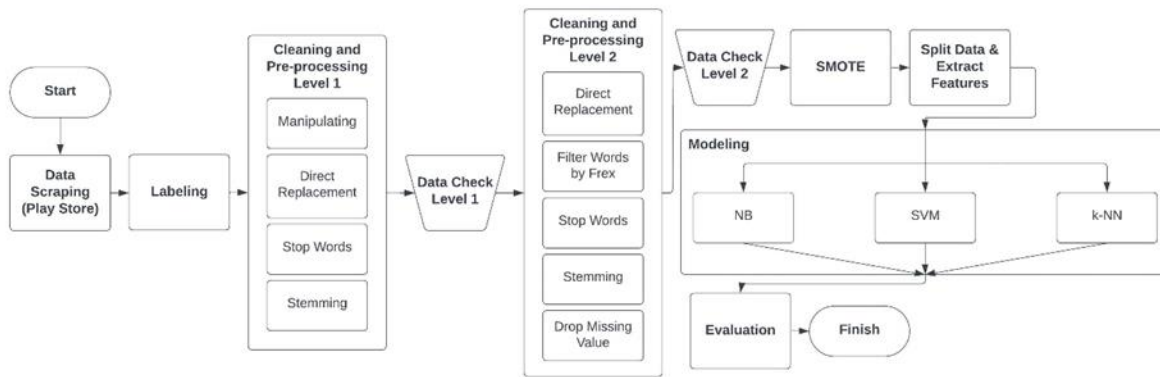 Start
Data
Scraping
(Play Store)
Labeling
Cleaning and
Pre-processing
Level 1
Manipulating
Direct
Replacement
Stop Words
Stemming
Data Check
Level 1
Cleaning and
Pre-processing
Level 2
Direct
Replacement
Filter Words
by Frex
Stop Words
Stemming
Drop Missing
Value
Data Check
Level 2
SMOTE
Split Data &
Extract
Features
Modeling
NB
SVM
k-NN
Evaluation
Finish